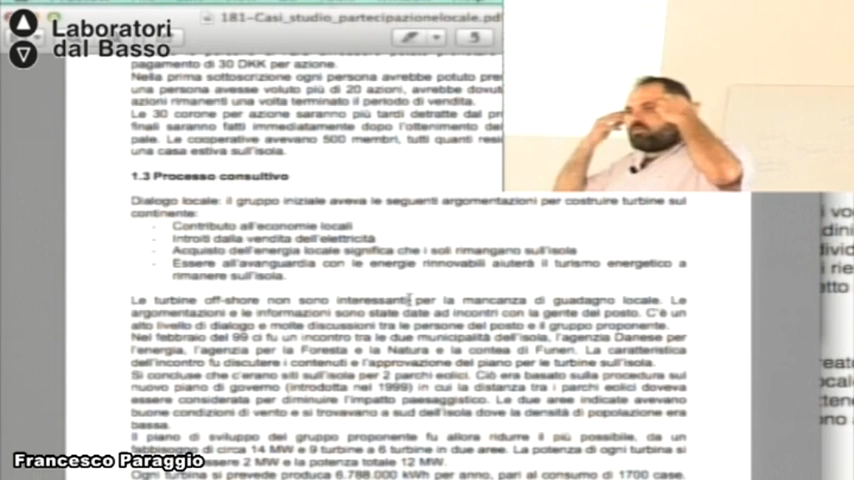 181-Casi_studio_partecipazionelocale.pdf
Laboratori
dal Basso
5
pagamento di 30 DKK per azione.
Nella prima sottoscrizione ogni persona avrebbe potuto
una persona avesse voluto più di 20 azioni, avrebbe
azioni rimanenti una volta terminato il periodo di vendita.
Le 30 corone per azione saranno più tardi detratte dal
finali saranno fatti immediatamente dopo l'ottenimento
pale. Le cooperative avevano 500 membri, tutti quanti
una casa estiva sull'isola.
1.3 Processo consultivo
Dialogo locale: il gruppo iniziale aveva le seguenti argomentazioni per costruire turbine sul
continente:
- Contributo all'economie locali
- Introiti dalla vendita dell'elettricità
- Acquisto dell'energia locale significa che i soli rimangano sull'isola
- Essere all'avanguardia con le energie rinnovabili aiuterà il turismo energetico a
rimanere sull'isola.
Le turbine off-shore non sono interessanti per la mancanza di guadagno locale. Le
argomentazioni e le informazioni sono state date ad incontri con la gente del posto. C'è un
alto livello di dialogo e molte discussioni tra le persone del posto e il gruppo proponente.
Nel febbraio del 99 ci fu un incontro tra le due municipalità dell'isola, l'agenzia Danese per
l'energia, l'agenzia per la Foresta e la Natura e la contea di Funen. La caratteristica
dell'incontro fu discutere i contenuti e l'approvazione del piano per le turbine sull'isola.
Si concluse che c'erano siti sull'isola per 2 parchi eolici. Ciò era basato sulla procedura sul
nuovo piano di governo (introdotta nel 1999) in cui la distanza tra i parchi eolici doveva
essere considerata per diminuire l'impatto paesaggistico. Le due aree indicate avevano
buone condizioni di vento e si trovavano a sud dell'isola dove la densità di popolazione era
bassa.
Il piano di sviluppo del gruppo proponente fu allora ridurre il più possibile, da un
fabbisogno di circa 14 MW e 9 turbine a 6 turbine in due aree. La potenza di ogni turbina si
essere 2 MW e la potenza totale 12 MW.
Ogni turbina si prevede produca 6.788.000 kWh per anno, pari al consumo di 1700 case.
Francesco Paraggio